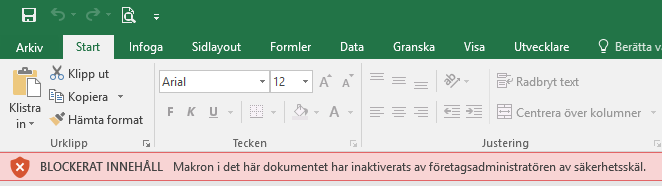 Arkiv Start Infoga Sidlayout Formler Data Granska Visa Utvecklare Berätta
Klistra in
Klipp ut
Kopiera
Hämta format
Urklipp
Arial 12 A A
F K U A
Tecken
Radbryt text
Centrera över kolumner
Justering
BLOCKERAT INNEHÅLL Makron i det här dokumentet har inaktiverats av företagsadministratören av säkerhetsskäl.